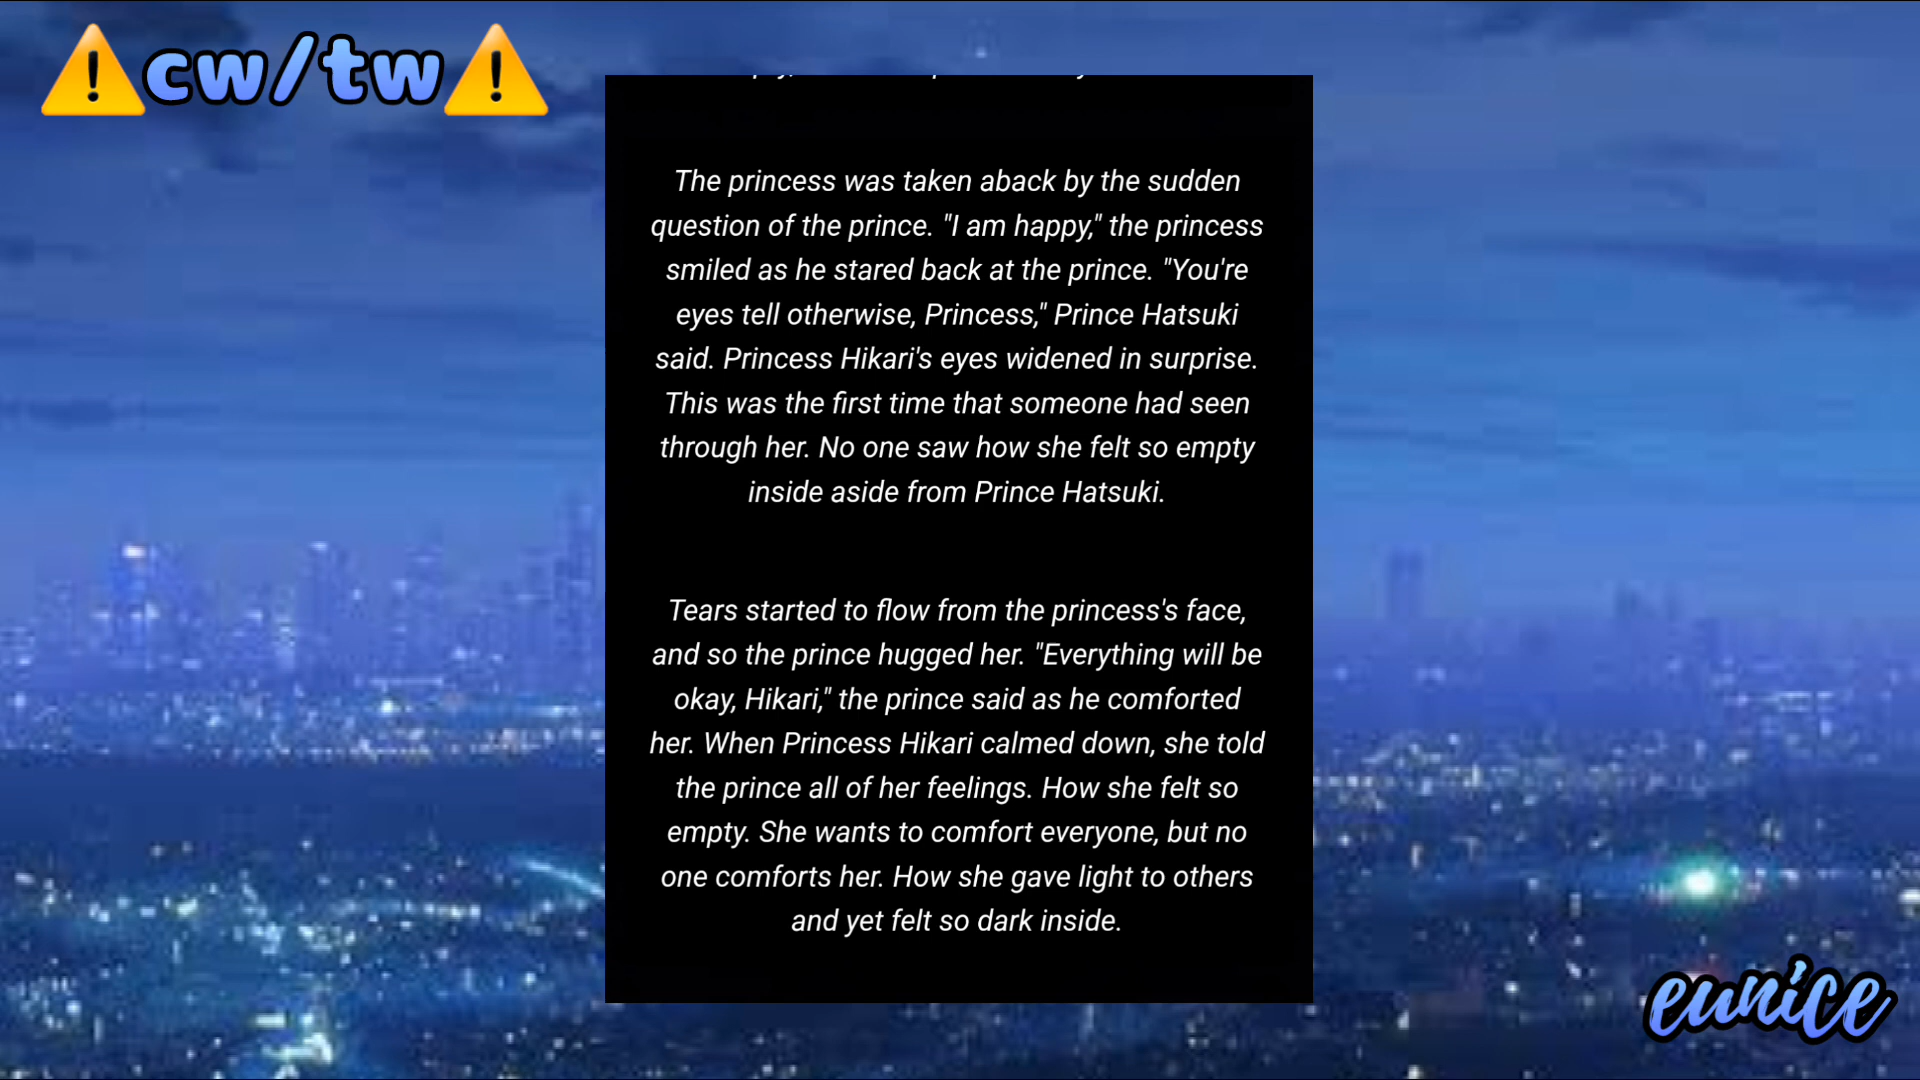 ⚠cw/tw⚠
The princess was taken aback by the sudden
question of the prince. "I am happy," the princess
smiled as he stared back at the prince. "You're
eyes tell otherwise, Princess," Prince Hatsuki
said. Princess Hikari's eyes widened in surprise.
This was the first time that someone had seen
through her. No one saw how she felt so empty
inside aside from Prince Hatsuki.
Tears started to flow from the princess's face,
and so the prince hugged her. "Everything will be
okay, Hikari," the prince said as he comforted
her. When Princess Hikari calmed down, she told
the prince all of her feelings. How she felt so
empty. She wants to comfort everyone, but no
one comforts her. How she gave light to others
and yet felt so dark inside.
eunice